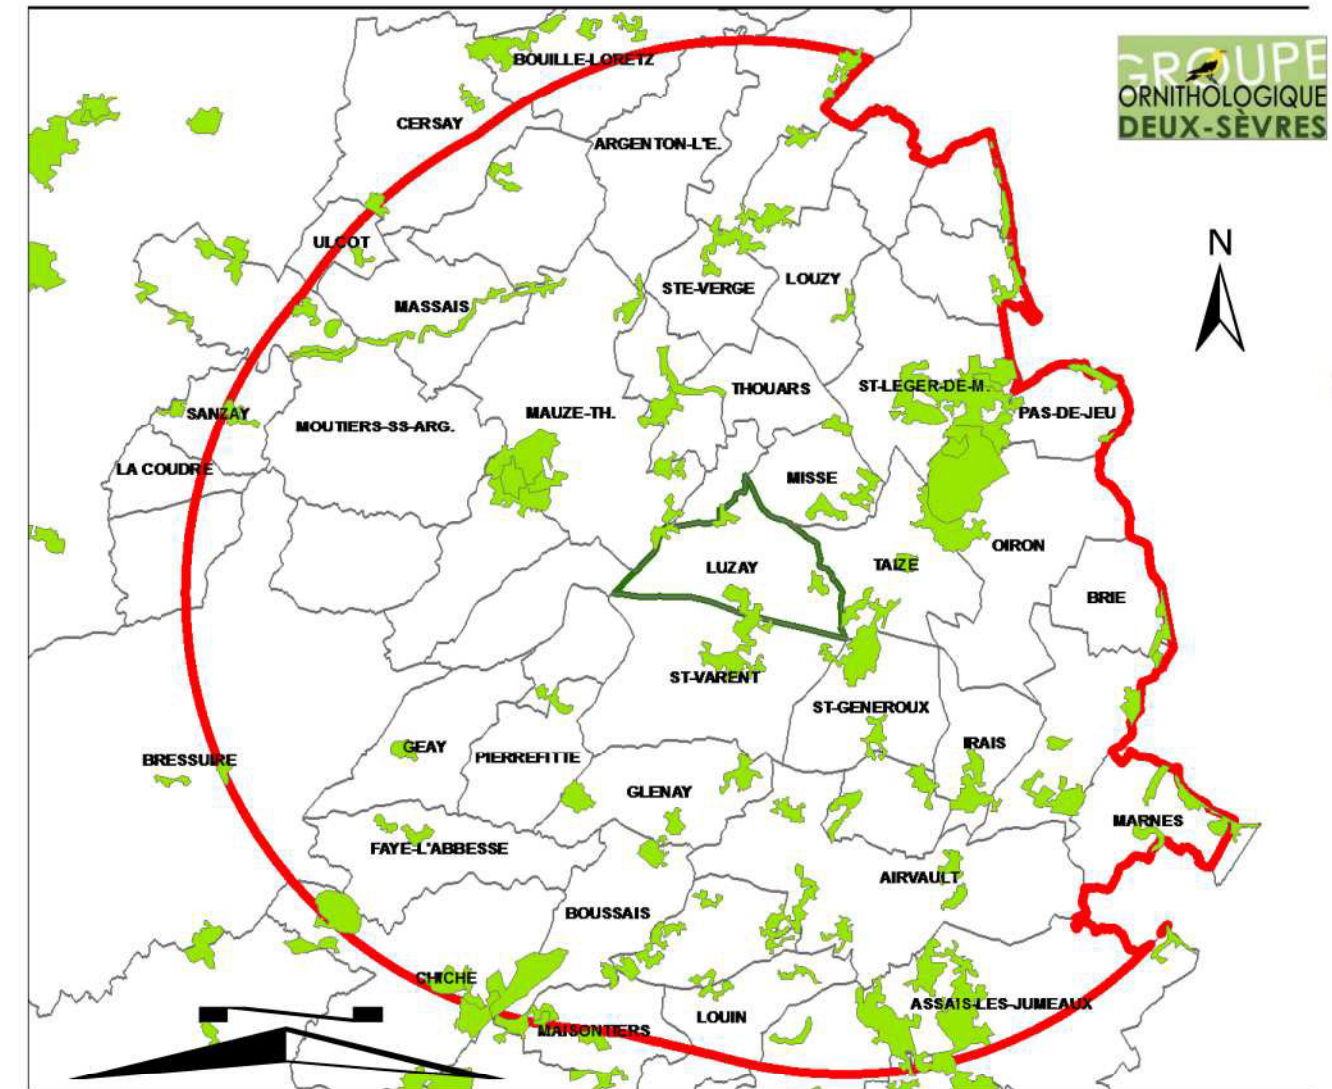 BOUILLE-LORETZ
GROUPE
ORNITHOLOGIQUE
DEUX-SÈVRES
CERSAY
ARGENTON-L'E.
N
ULCOT
LOUZY
STE-VERGE
MASSAIS
THOUARS
ST-LEGER-DE-M.
SANZAY
MAUZE-TH.
PAS-DE-JEU
MOUTIERS-SS-ARG.
LA COUDRE
MISSE
OIRON
LUZAY
TAIZE
BRIE
ST-VARENT
ST-GENEROUX
GEAY
PIERREFITTE
IRAIS
BRESSUIRE
GLENAY
MARNES
FAYE-L'ABBESSE
AIRVAULT
BOUSSAIS
CHICHE
ASSAIS-LES-JUMEAUX
LOUIN
MAISONTIERS